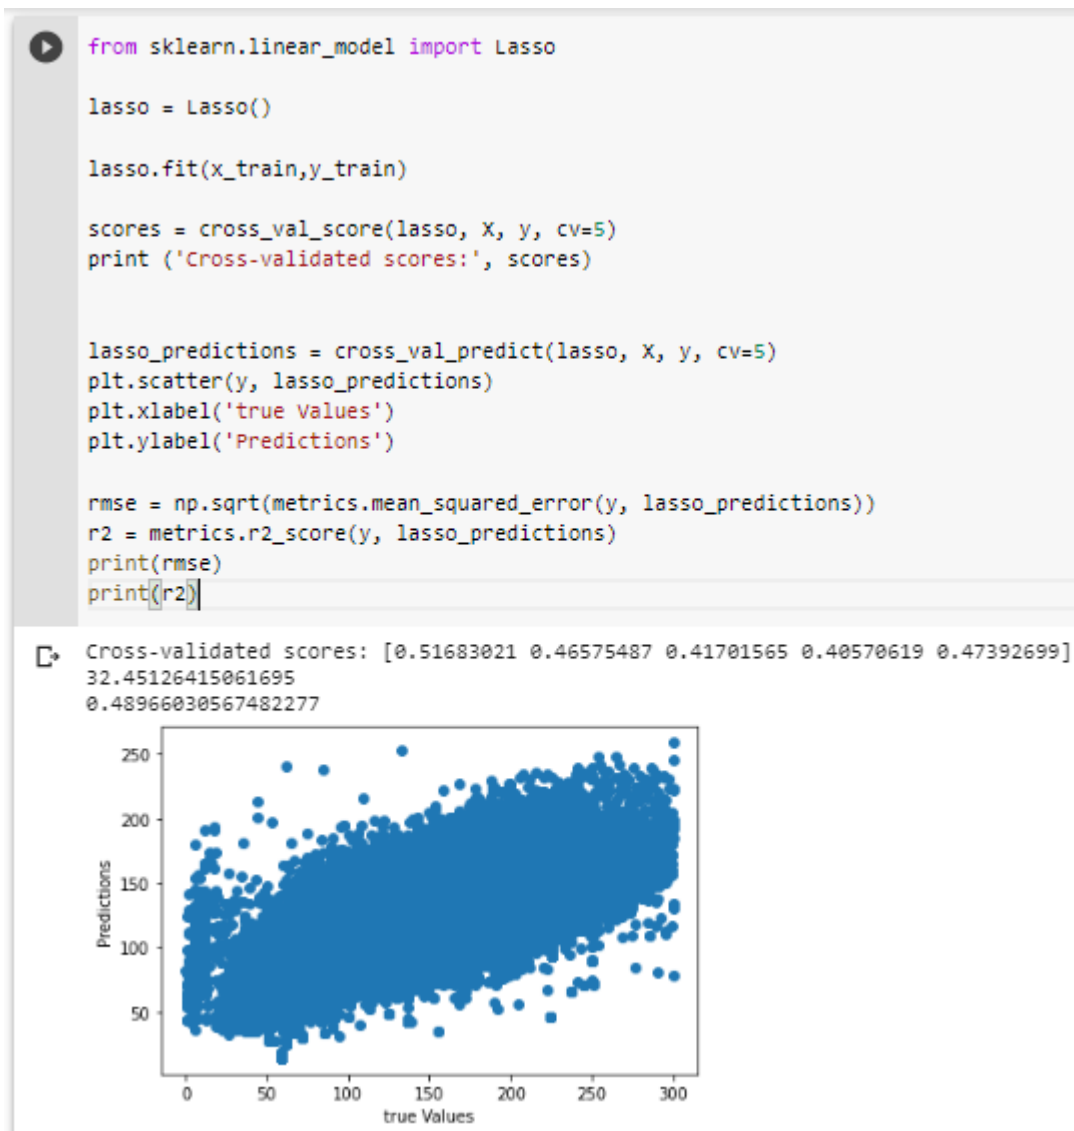 from sklearn.linear_model import Lasso
lasso = Lasso()
lasso.fit(x_train,y_train)
scores = cross_val_score(lasso, X, y, cv=5)
print ('Cross-validated scores:', scores)
lasso_predictions = cross_val_predict(lasso, X, y, cv=5)
plt.scatter(y, lasso_predictions)
plt.xlabel('true Values')
plt.ylabel('Predictions')
rmse = np.sqrt(metrics.mean_squared_error(y, lasso_predictions))
r2 = metrics.r2_score(y, lasso_predictions)
print(rmse)
print(r2)
Cross-validated scores: [0.51683021 0.46575487 0.41701565 0.40570619 0.47392699]
32.45126415061695
0.48966030567482277
250
200
150
100
50
Predictions
0 50 100 150 200 250 300
true Values